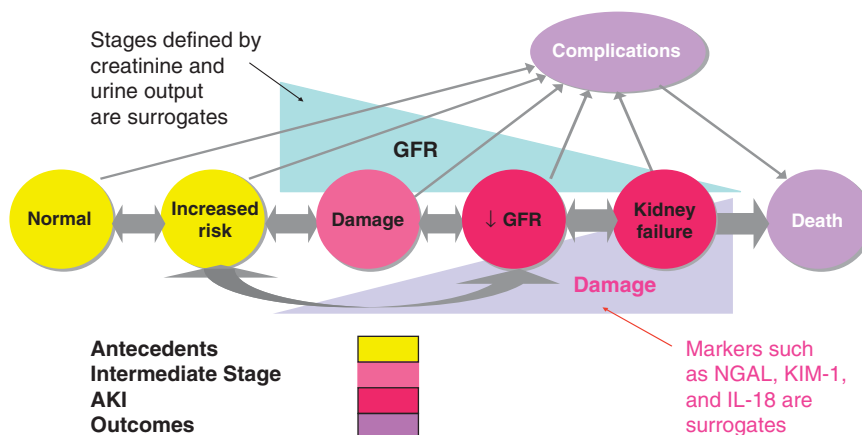 Stages defined by
creatinine and
urine output
are surrogates
Complications
GFR
Normal
Increased
risk
Damage
↓ GFR
Kidney
failure
Death
Damage
Antecedents
Intermediate Stage
AKI
Outcomes
Markers such
as NGAL, KIM-1,
and IL-18 are
surrogates